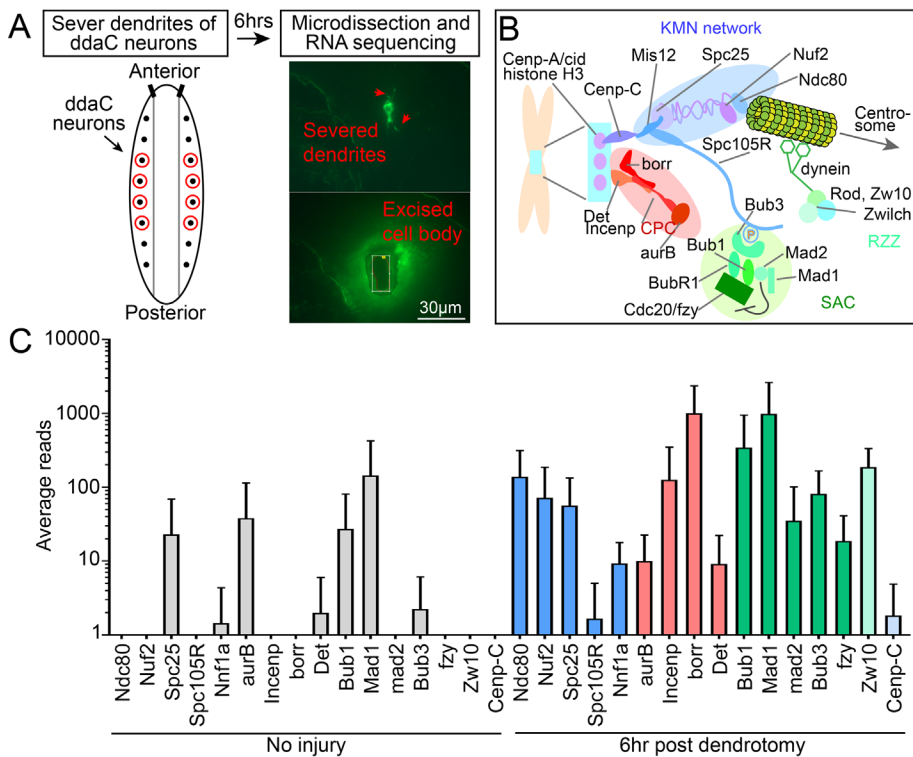 A
Sever dendrites of
ddaC neurons
6hrs
Microdissection and
RNA sequencing
Anterior
ddaC
neurons
Posterior
Severed
dendrites
Excised
cell body
30µm
B
KMN network
Cenp-A/cid
histone H3
Cenp-C
Mis12
Spc25
Nuf2
Ndc80
Centro-
some
Spc105R
dynein
borr
Det
Incenp
CPC
aurB
Bub3
P
Rod, Zw10
Zwilch
RZZ
Bub1
Mad2
BubR1
Mad1
Cdc20/fzy
SAC
C
Average reads
10000
1000
100
10
1
Ndc80
Nuf2
Spc25
Spc105R
Nnf1a
aurB
Incenp
borr
Det
Bub1
Mad1
mad2
Bub3
fzy
Zw10
Cenp-C
Ndc80
Nuf2
Spc25
Spc105R
Nnf1a
aurB
Incenp
borr
Det
Bub1
Mad1
mad2
Bub3
fzy
Zw10
Cenp-C
No injury
6hr post dendrotomy